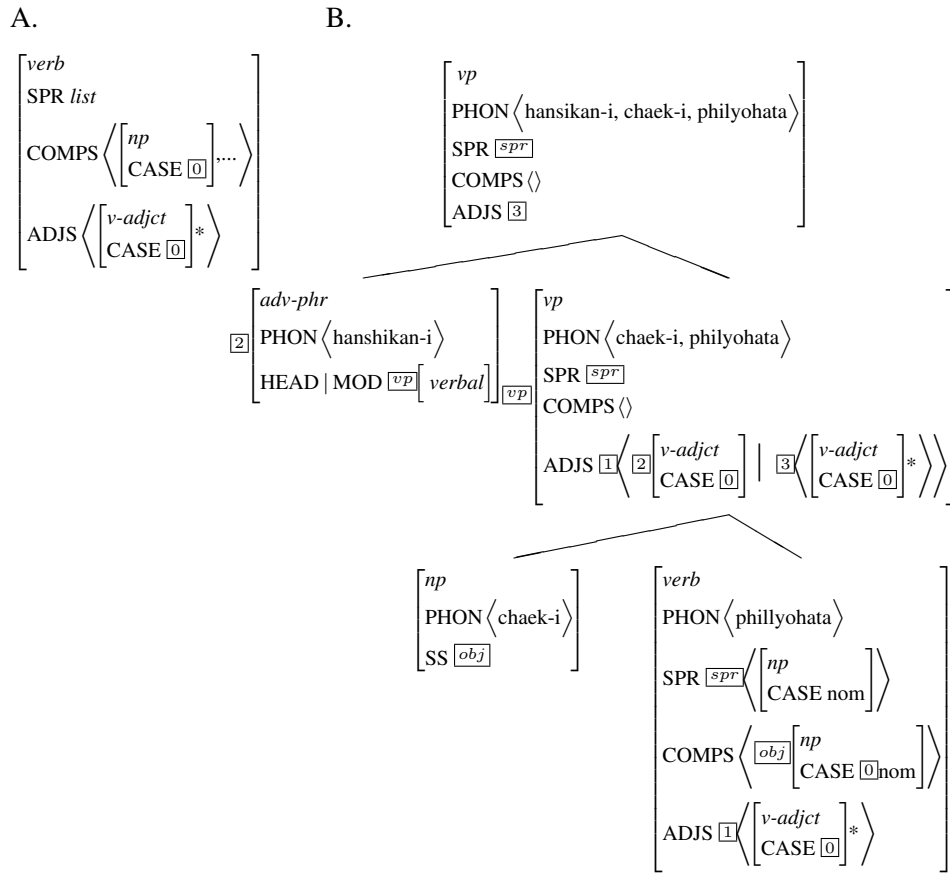 A.
B.
verb
SPR list
COMPS ⟨[np
CASE [0]],...⟩
ADJS ⟨[v-adjct
CASE [0]]*⟩
vp
PHON ⟨hansikan-i, chaek-i, philyohata⟩
SPR [spr]
COMPS ⟨⟩
ADJS [3]
[2]
adv-phr
PHON ⟨hanshikan-i⟩
HEAD | MOD [vp][verbal]
[vp]
vp
PHON ⟨chaek-i, philyohata⟩
SPR [spr]
COMPS ⟨⟩
ADJS [1]⟨[2][v-adjct
CASE [0]] | [3]⟨[v-adjct
CASE [0]]*⟩⟩
np
PHON ⟨chaek-i⟩
SS [obj]
verb
PHON ⟨phillyohata⟩
SPR [spr]⟨[np
CASE nom]⟩
COMPS ⟨[obj][np
CASE [0]nom]⟩
ADJS [1]⟨[v-adjct
CASE [0]]*⟩